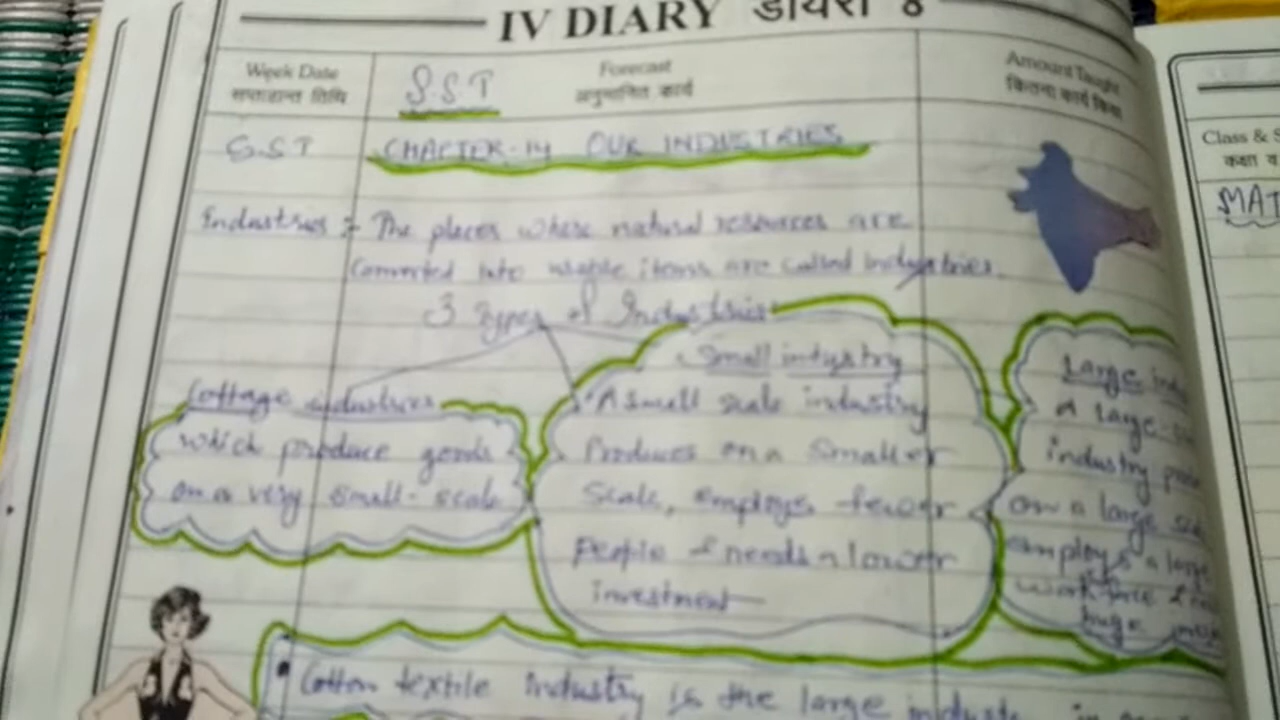 IV DIARY डायरी ४
Week Date
सप्ताहान्त तिथि
S.S.T
Forecast
अनुमानित कार्य
Amount Taught
कितना कार्य किया
S.S.T
CHAPTER-14 OUR INDUSTRIES
Industries :- The places where natural resources are
Converted into usable items are called Industries.
3 Types of Industries
Cottage industries
which produce goods
on a very small-scale
Small industry
A small scale industry
Produces on a smaller
Scale, employs fewer
People & needs a lower
investment
Large
a large
industry
on a large
employs a large
workforce &
huge
Cotton textile Industry is the large
Class &
कक्षा व
MAT